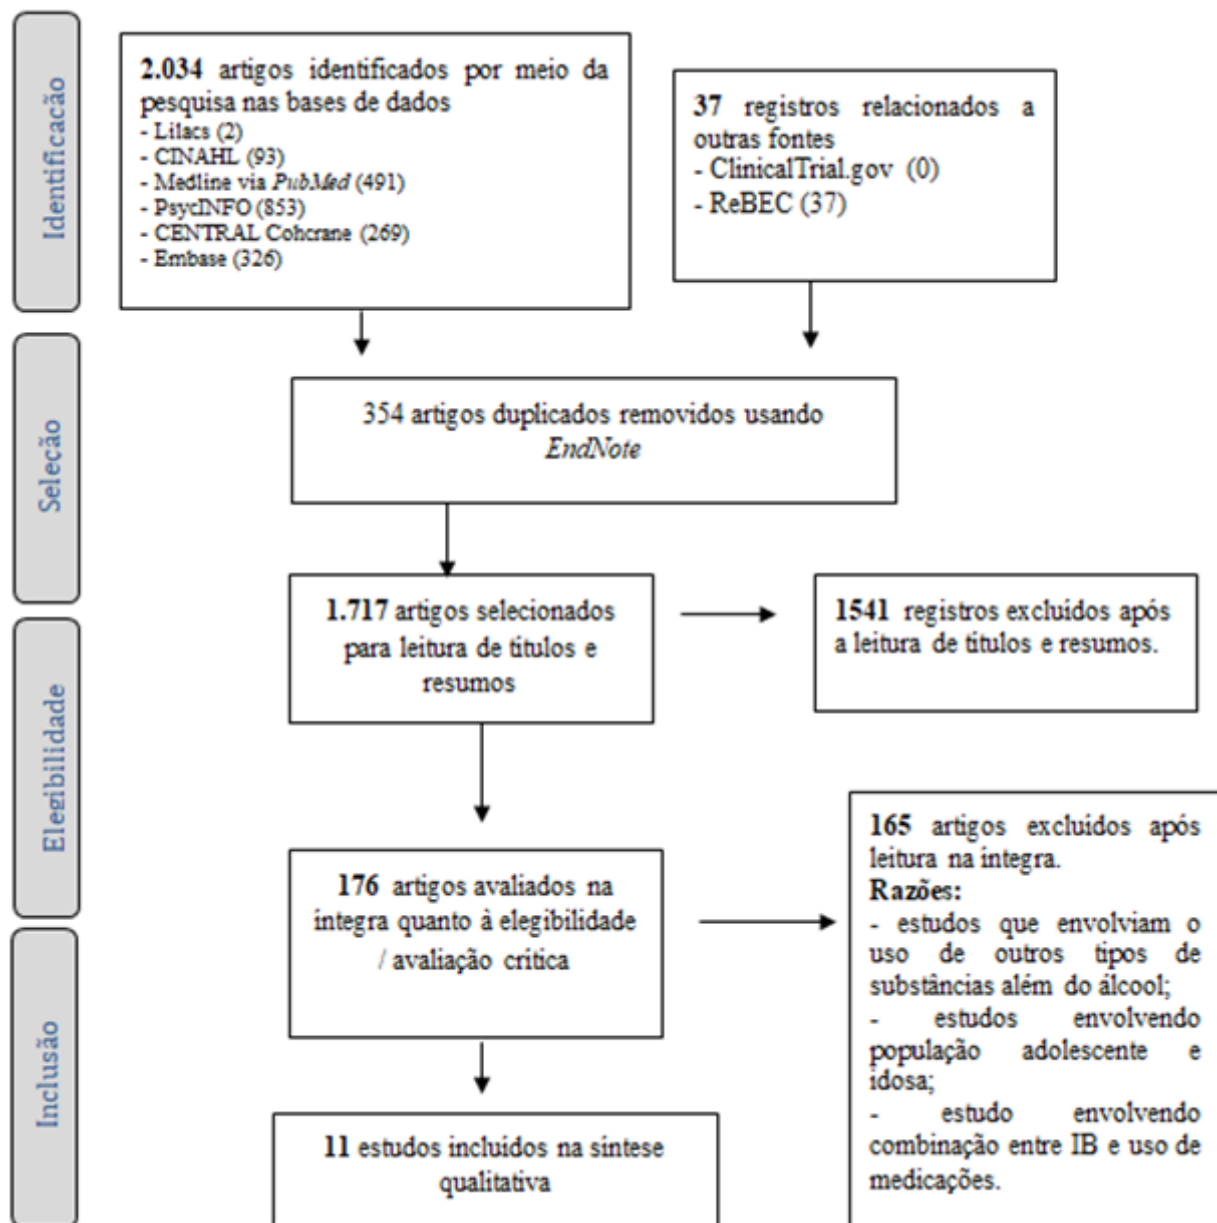 Identificação
2.034 artigos identificados por meio da
pesquisa nas bases de dados
- Lilacs (2)
- CINAHL (93)
- Medline via PubMed (491)
- PsycINFO (853)
- CENTRAL Cohcrane (269)
- Embase (326)
37 registros relacionados a
outras fontes
- ClinicalTrial.gov (0)
- ReBEC (37)
Seleção
354 artigos duplicados removidos usando
EndNote
1.717 artigos selecionados
para leitura de títulos e
resumos
1541 registros excluídos após
a leitura de títulos e resumos.
Elegibilidade
176 artigos avaliados na
íntegra quanto à elegibilidade
/ avaliação crítica
165 artigos excluídos após
leitura na íntegra.
Razões:
- estudos que envolviam o
uso de outros tipos de
substâncias além do álcool;
- estudos envolvendo
população adolescente e
idosa;
- estudo envolvendo
combinação entre IB e uso de
medicações.
Inclusão
11 estudos incluídos na síntese
qualitativa